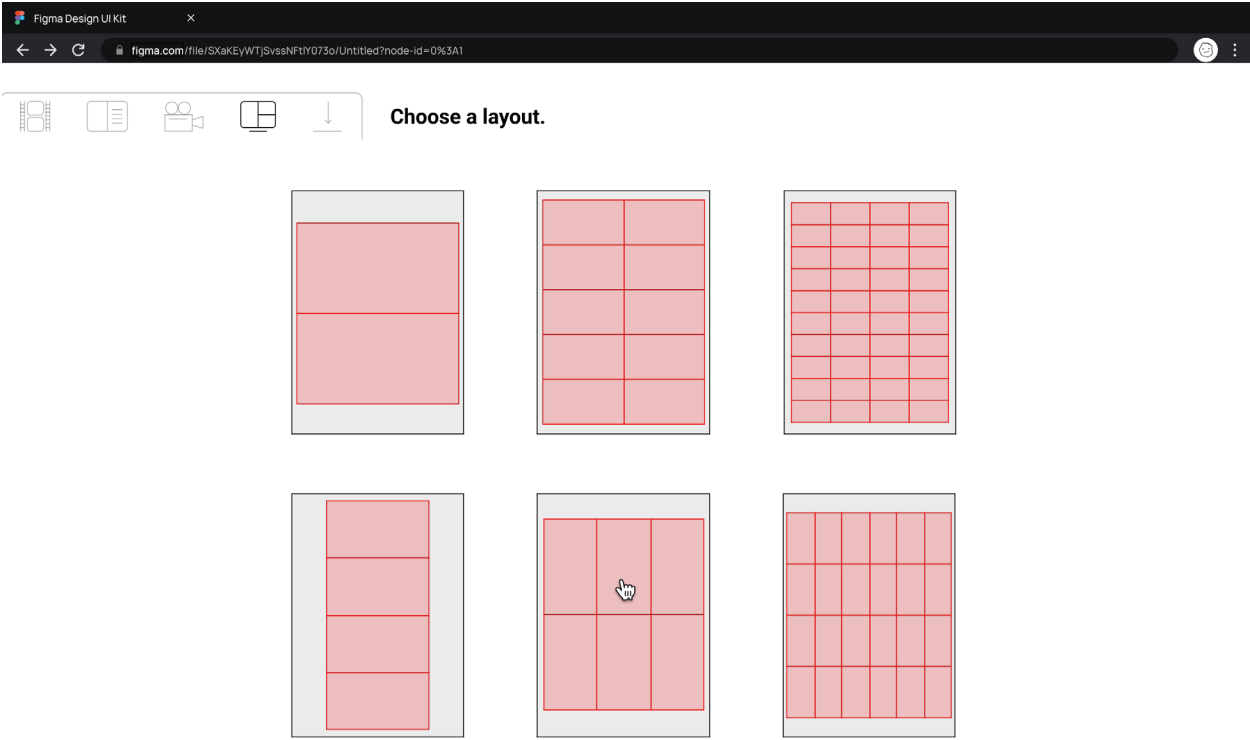 Figma Design UI Kit
figma.com/file/SXaKEyWTjSvssNFtlY073o/Untitled?node-id=0%3A1
Choose a layout.